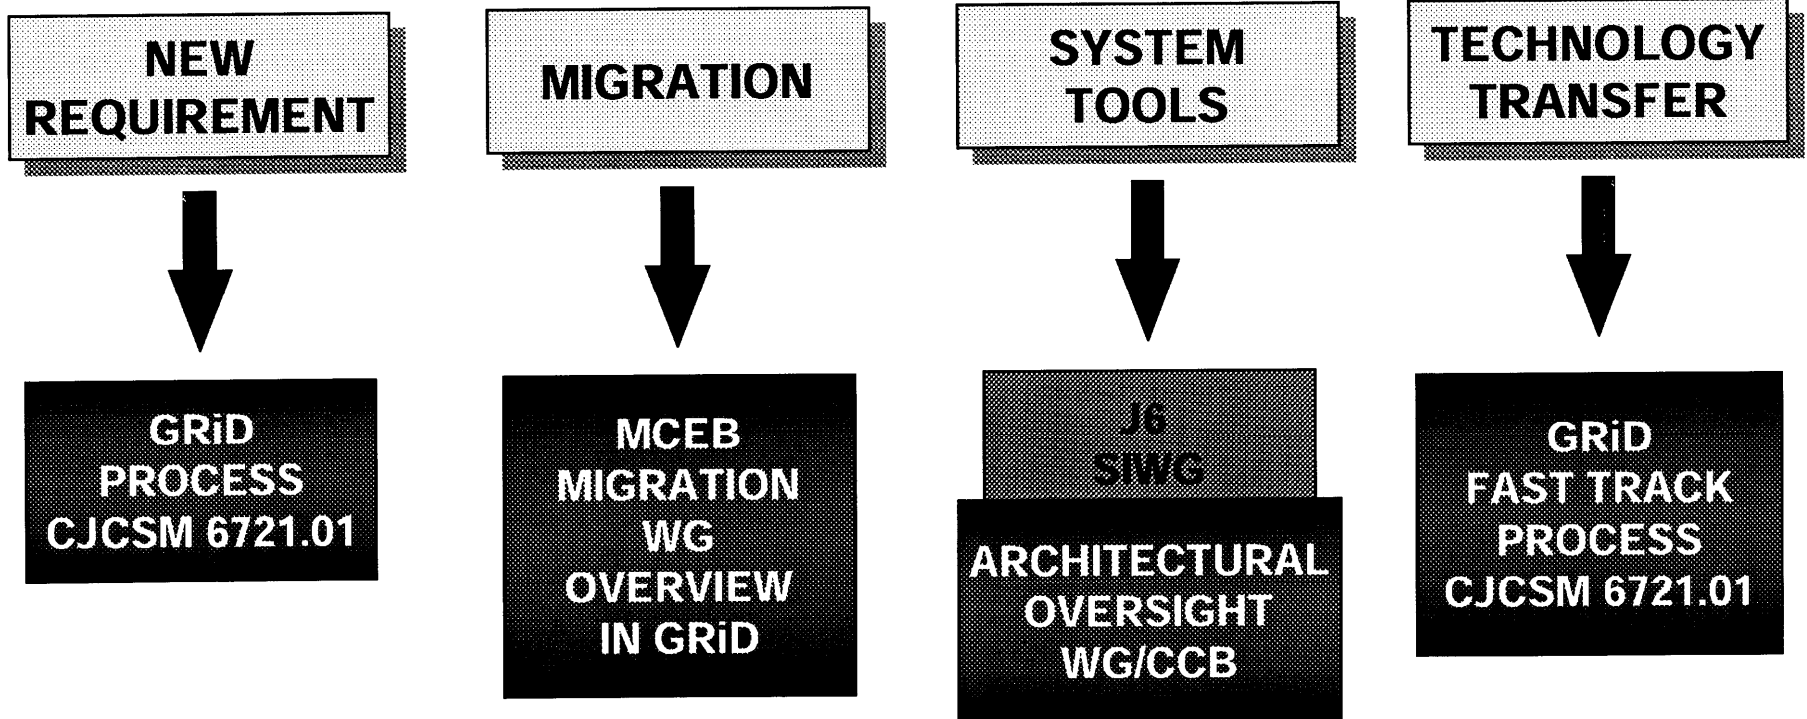 NEW
REQUIREMENT
MIGRATION
SYSTEM
TOOLS
TECHNOLOGY
TRANSFER
GRiD
PROCESS
CJCSM 6721.01
MCEB
MIGRATION
WG
OVERVIEW
IN GRiD
J6
SIWG
ARCHITECTURAL
OVERSIGHT
WG/CCB
GRiD
FAST TRACK
PROCESS
CJCSM 6721.01